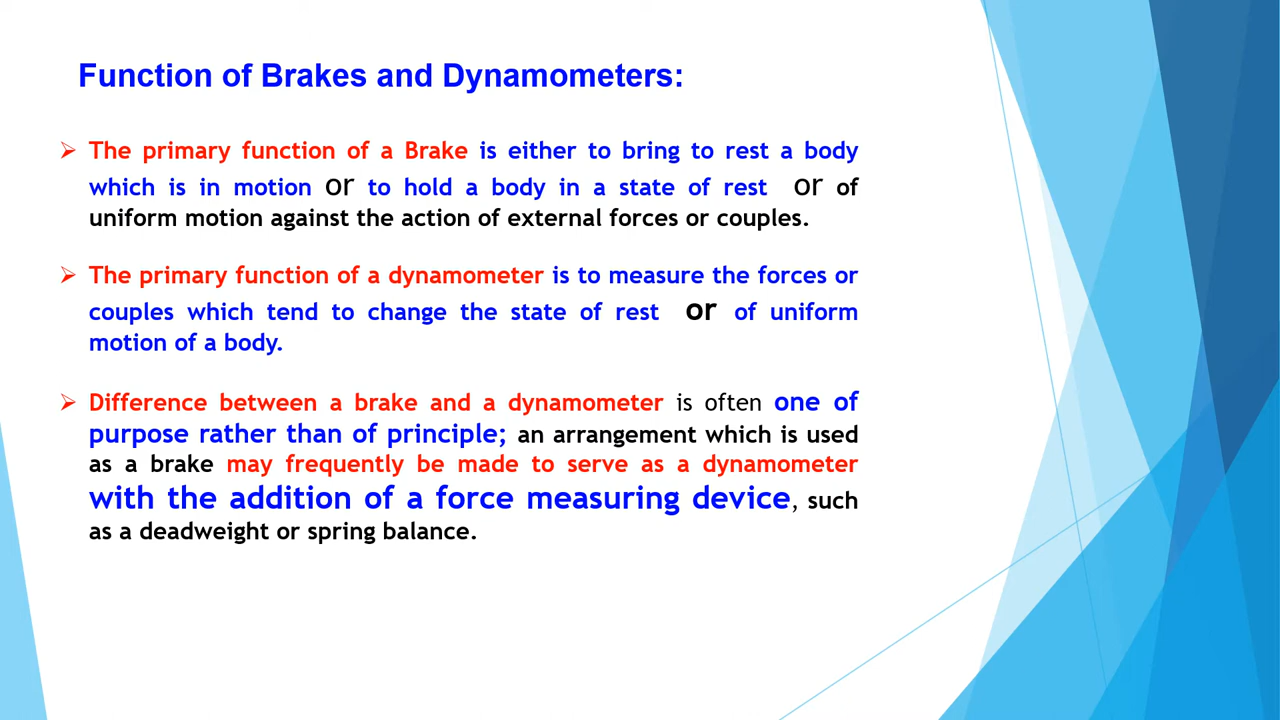 Function of Brakes and Dynamometers:
The primary function of a Brake is either to bring to rest a body
which is in motion or to hold a body in a state of rest or of
uniform motion against the action of external forces or couples.
The primary function of a dynamometer is to measure the forces or
couples which tend to change the state of rest or of uniform
motion of a body.
Difference between a brake and a dynamometer is often one of
purpose rather than of principle; an arrangement which is used
as a brake may frequently be made to serve as a dynamometer
with the addition of a force measuring device, such
as a deadweight or spring balance.